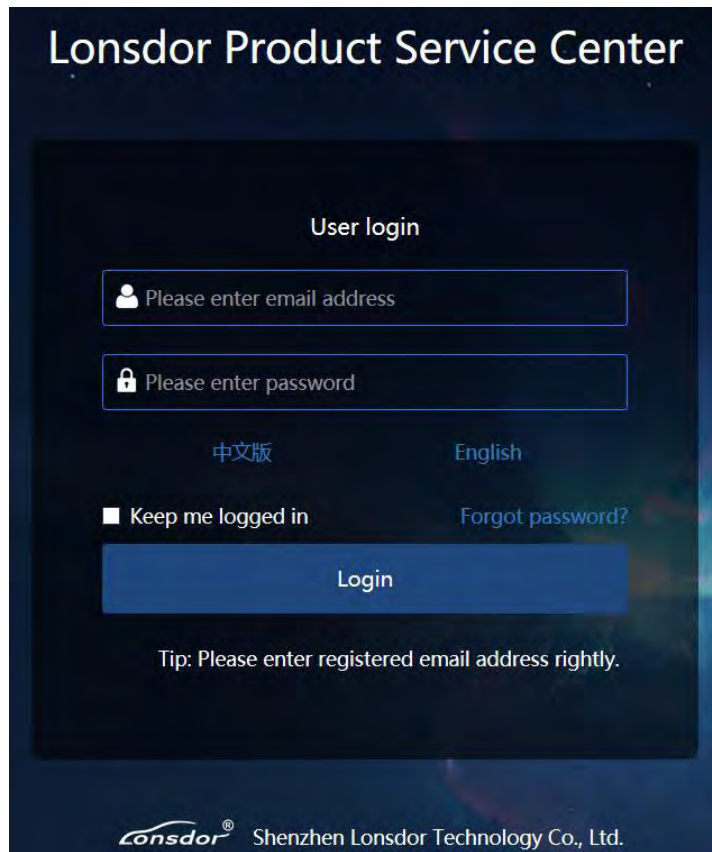 Lonsdor Product Service Center
User login
Please enter email address
Please enter password
中文版 English
Keep me logged in Forgot password?
Login
Tip: Please enter registered email address rightly.
Lonsdor® Shenzhen Lonsdor Technology Co., Ltd.